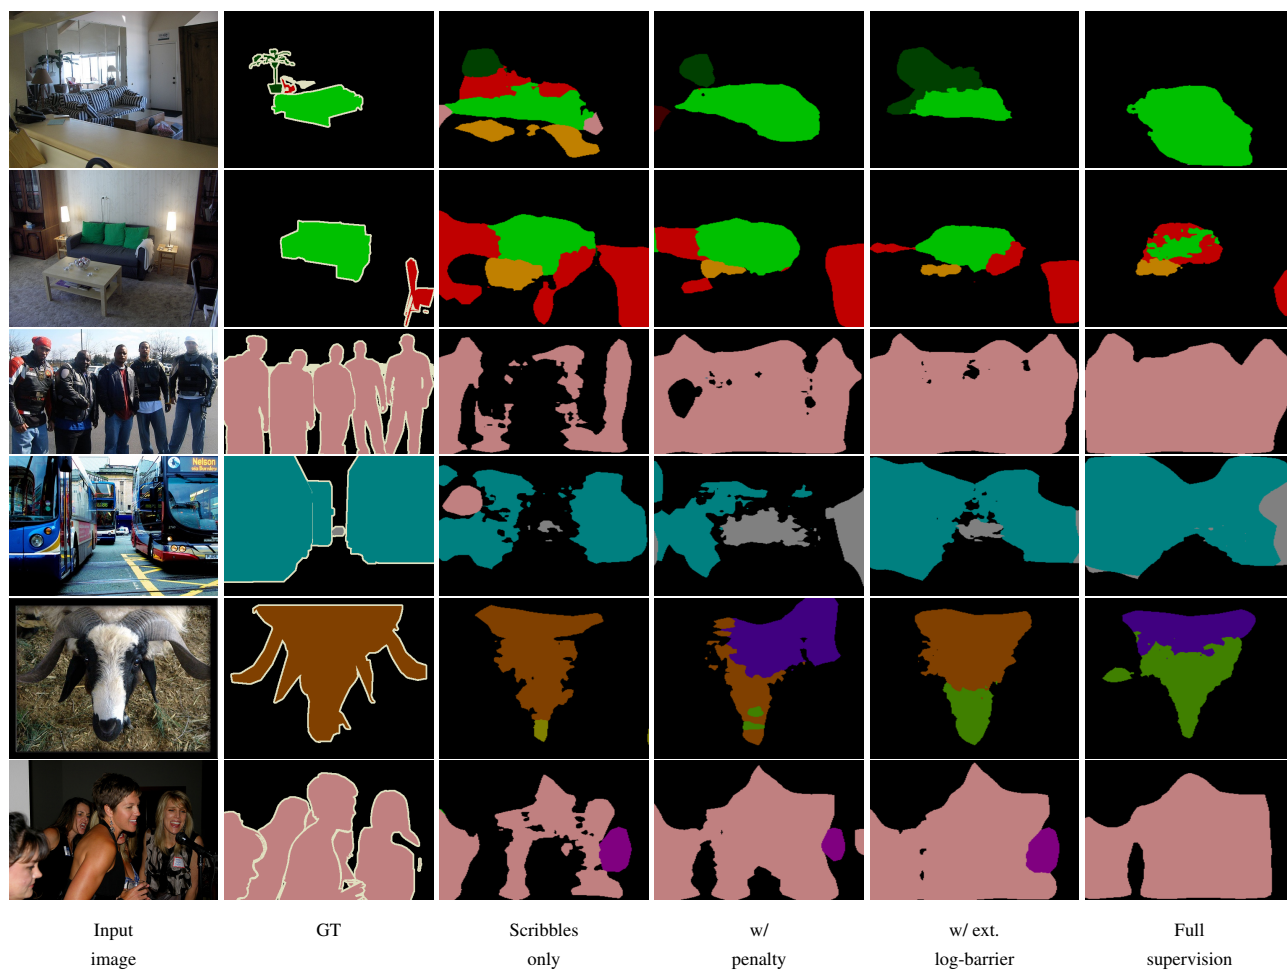 Nelson
Input
image
GT
Scribbles
only
w/
penalty
w/ ext.
log-barrier
Full
supervision